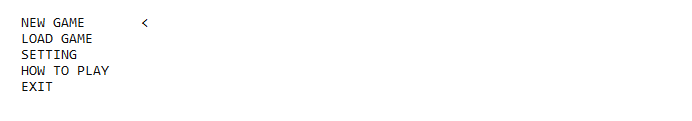 NEW GAME <
LOAD GAME
SETTING
HOW TO PLAY
EXIT